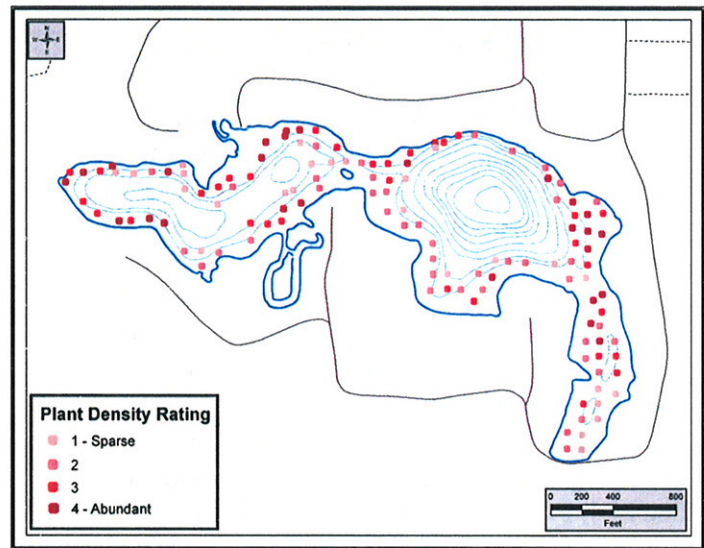 N
W E
S
Plant Density Rating
1 - Sparse
2
3
4 - Abundant
0 200 400 800
Feet